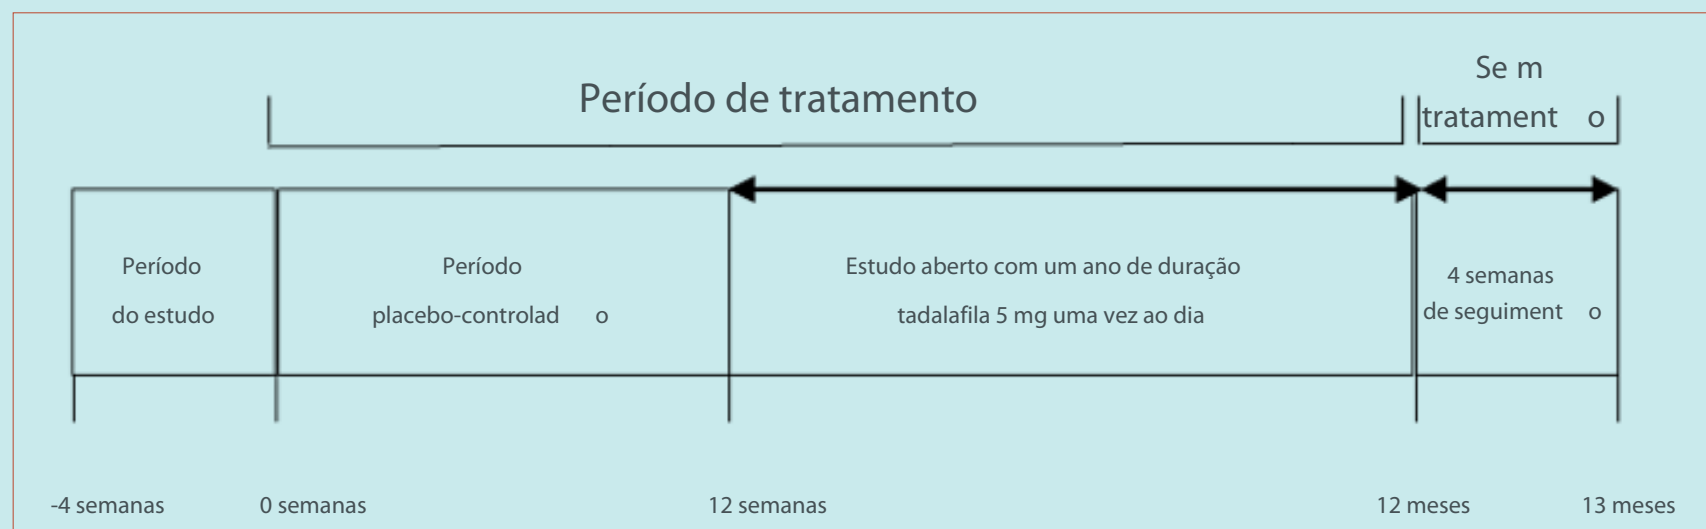 Período de tratamento
Se m
tratament o
Período
do estudo
Período
placebo-controlad o
Estudo aberto com um ano de duração
tadalafila 5 mg uma vez ao dia
4 semanas
de seguiment o
-4 semanas
0 semanas
12 semanas
12 meses
13 meses